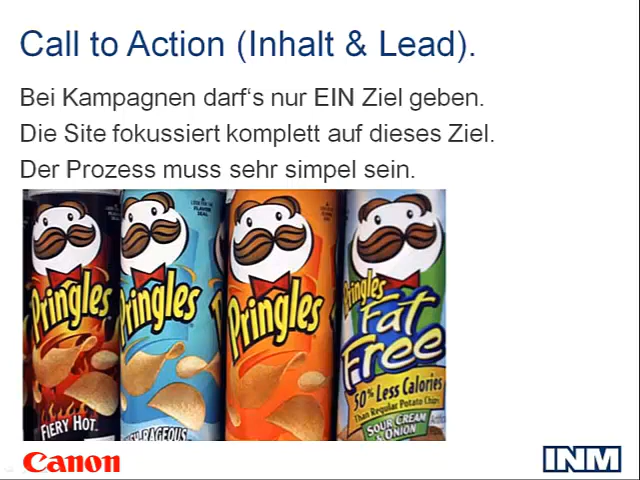 Call to Action (Inhalt & Lead).
Bei Kampagnen darf's nur EIN Ziel geben.
Die Site fokussiert komplett auf dieses Ziel.
Der Prozess muss sehr simpel sein.
Pringles
FIERY HOT
Pringles
Pringles
Pringles
Fat
Free
50% Less Calories
Than Regular Potato Chips
SOUR CREAM
& ONION
Canon
INM